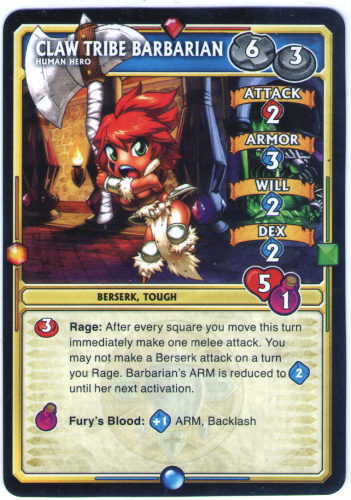 CLAW TRIBE BARBARIAN 6 3
HUMAN HERO
ATTACK
2
ARMOR
3
WILL
2
DEX
2
5 1
BERSERK, TOUGH
3 Rage: After every square you move this turn
immediately make one melee attack. You
may not make a Berserk attack on a turn
you Rage. Barbarian's ARM is reduced to 2
until her next activation.
Fury's Blood: +1 ARM, Backlash